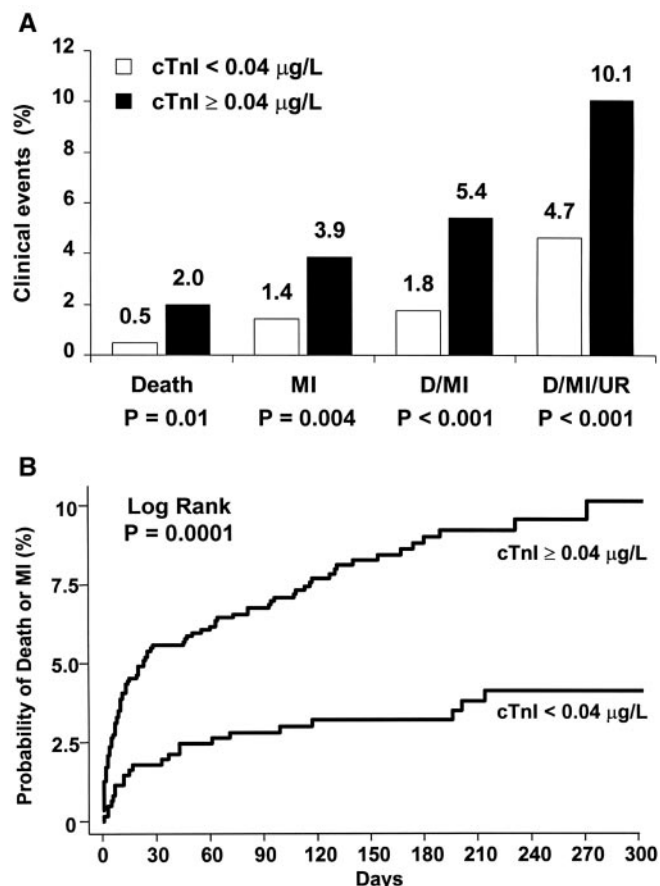 A
cTnI < 0.04 μg/L
cTnI ≥ 0.04 μg/L
Clinical events (%)
12
10
8
6
4
2
0
0.5
2.0
1.4
3.9
1.8
5.4
4.7
10.1
Death
MI
D/MI
D/MI/UR
P = 0.01
P = 0.004
P < 0.001
P < 0.001
B
Probability of Death or MI (%)
10
7.5
5.0
2.5
0
Log Rank
P = 0.0001
cTnI ≥ 0.04 μg/L
cTnI < 0.04 μg/L
0 30 60 90 120 150 180 210 240 270 300
Days